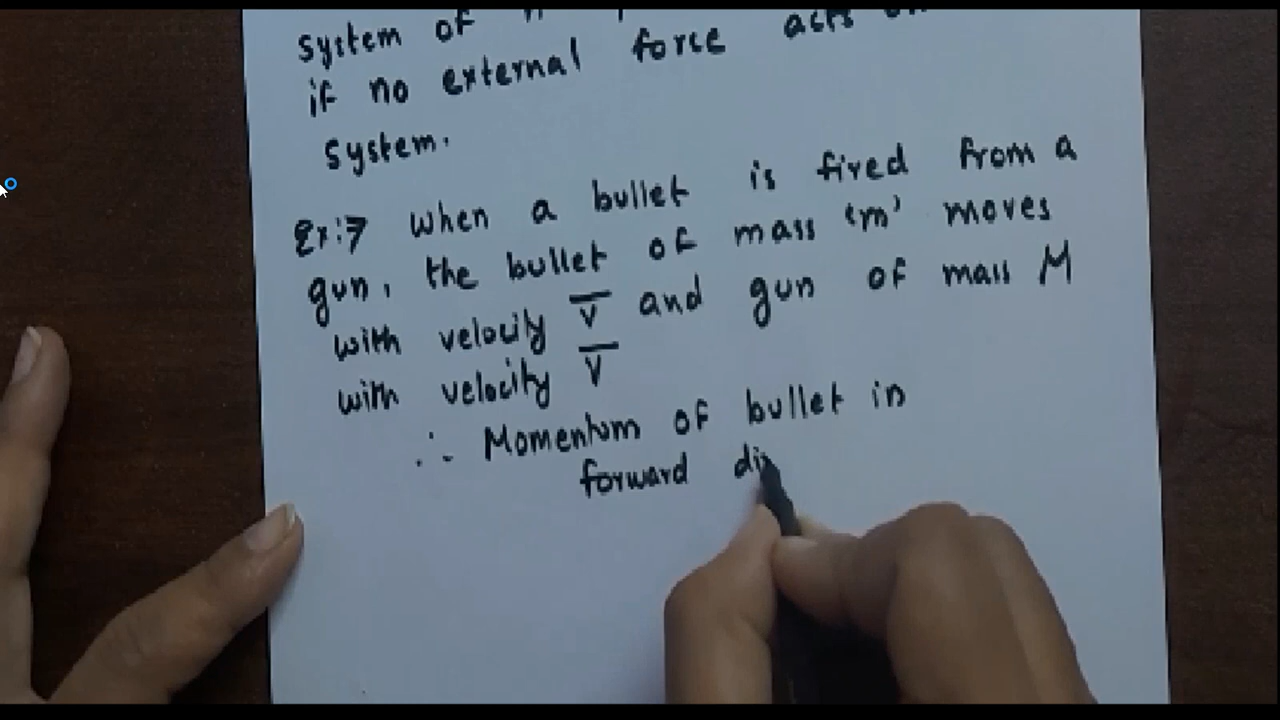 system of
if no external force acts
system.
Ex:7 when a bullet is fired from a
gun, the bullet of mass 'm' moves
with velocity v̅ and gun of mass M
with velocity V̅
∴ Momentum of bullet in
forward di